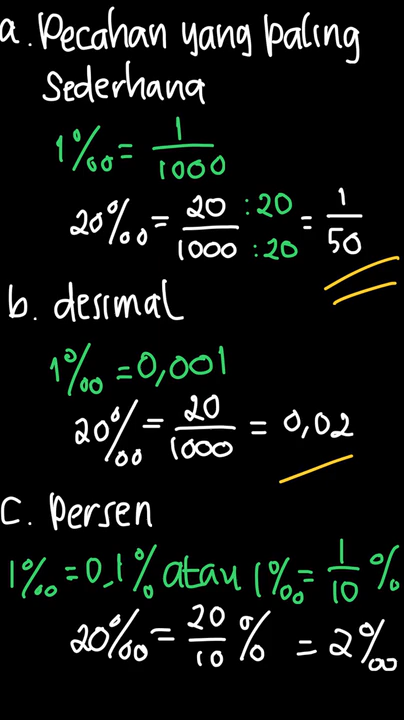 a. Pecahan yang paling
Sederhana
1‰ = 1/1000
20‰ = 20/1000 :20/:20 = 1/50
b. desimal
1‰ = 0,001
20‰ = 20/1000 = 0,02
c. Persen
1‰ = 0,1% atau 1‰ = 1/10 %
20‰ = 20/10 % = 2‰